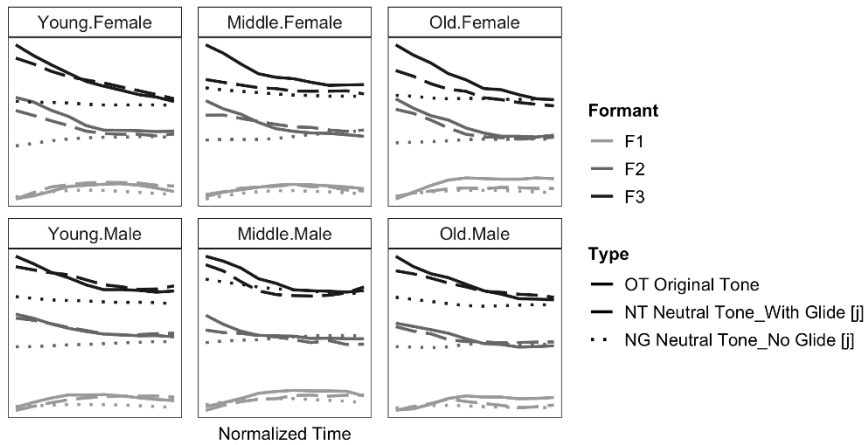 Young.Female
Middle.Female
Old.Female
Young.Male
Middle.Male
Old.Male
Normalized Time
Formant
F1
F2
F3
Type
OT Original Tone
NT Neutral Tone_With Glide [j]
NG Neutral Tone_No Glide [j]